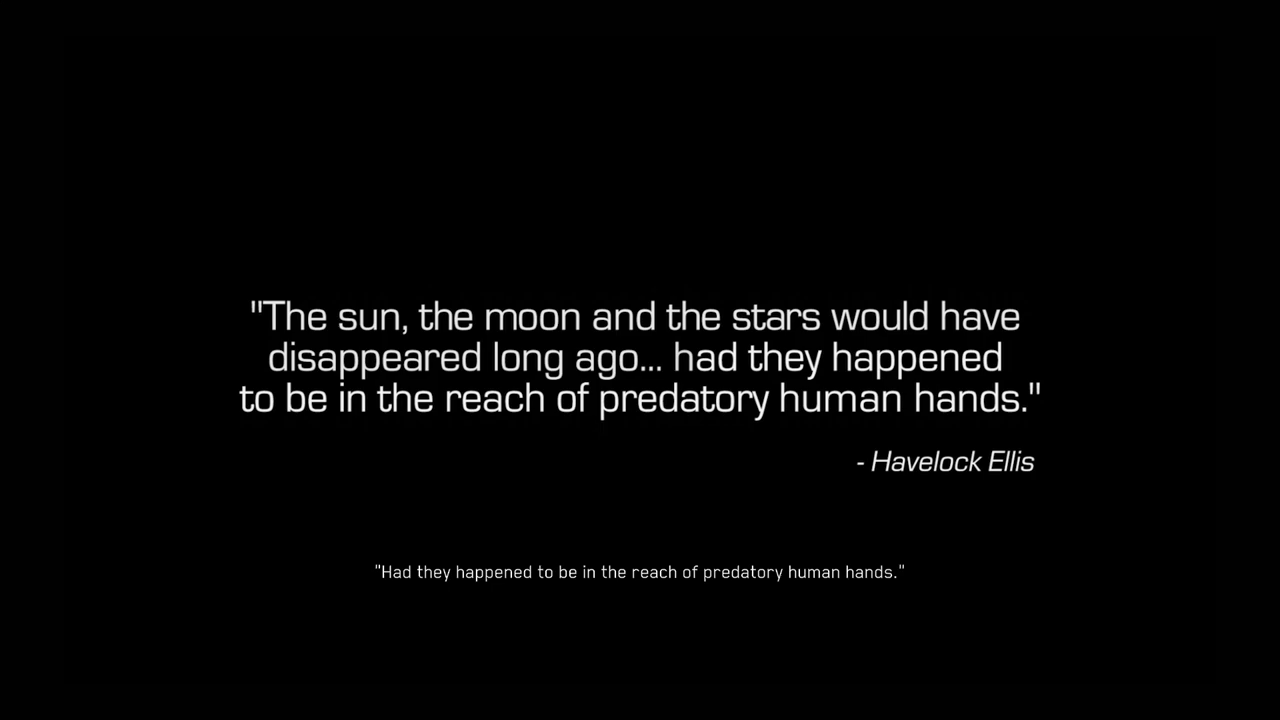 "The sun, the moon and the stars would have
disappeared long ago... had they happened
to be in the reach of predatory human hands."
- Havelock Ellis
"Had they happened to be in the reach of predatory human hands."